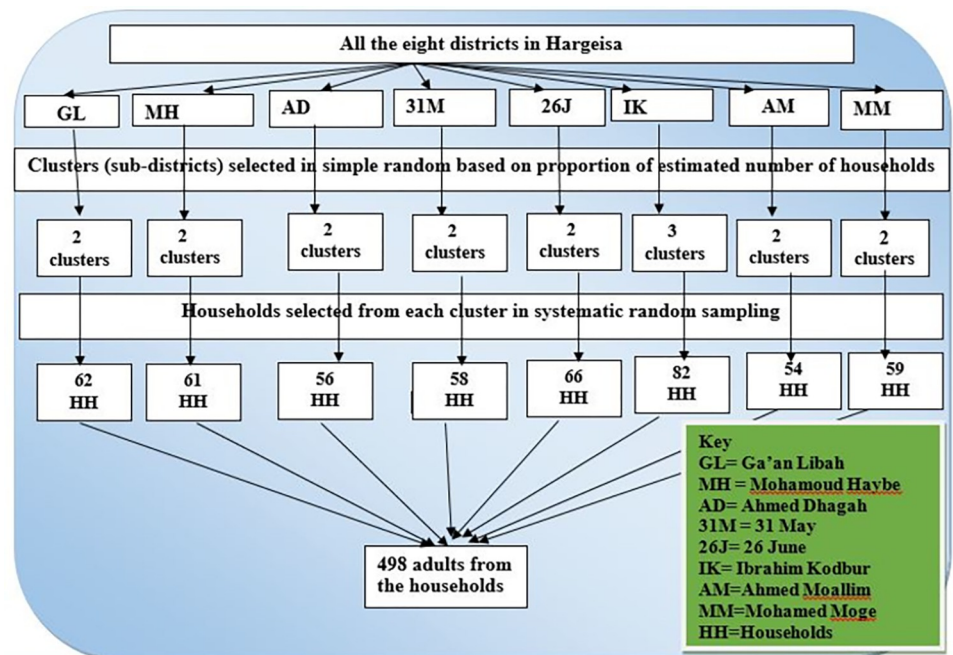 All the eight districts in Hargeisa
GL
MH
AD
31M
26J
IK
AM
MM
Clusters (sub-districts) selected in simple random based on proportion of estimated number of households
2
clusters
2
clusters
2
clusters
2
clusters
2
clusters
3
clusters
2
clusters
2
clusters
Households selected from each cluster in systematic random sampling
62
HH
61
HH
56
HH
58
HH
66
HH
82
HH
54
HH
59
HH
498 adults from
the households
Key
GL= Ga’an Libah
MH = Mohamoud Haybe
AD= Ahmed Dhagah
31M = 31 May
26J= 26 June
IK= Ibrahim Kodbur
AM=Ahmed Moallim
MM=Mohamed Moge
HH=Households